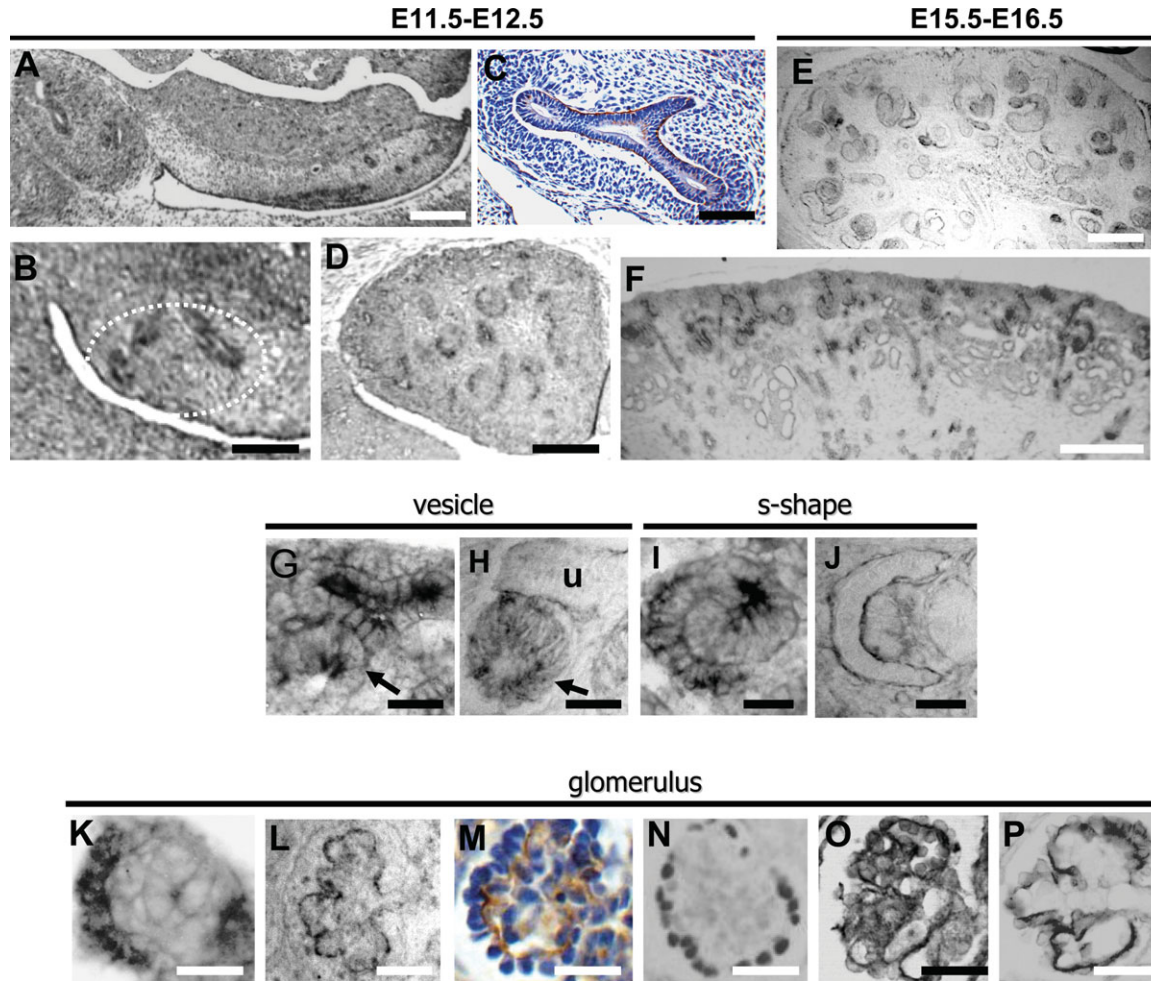 E11.5-E12.5 E15.5-E16.5
A C E
B D F
vesicle s-shape
G H u I J
glomerulus
K L M N O P